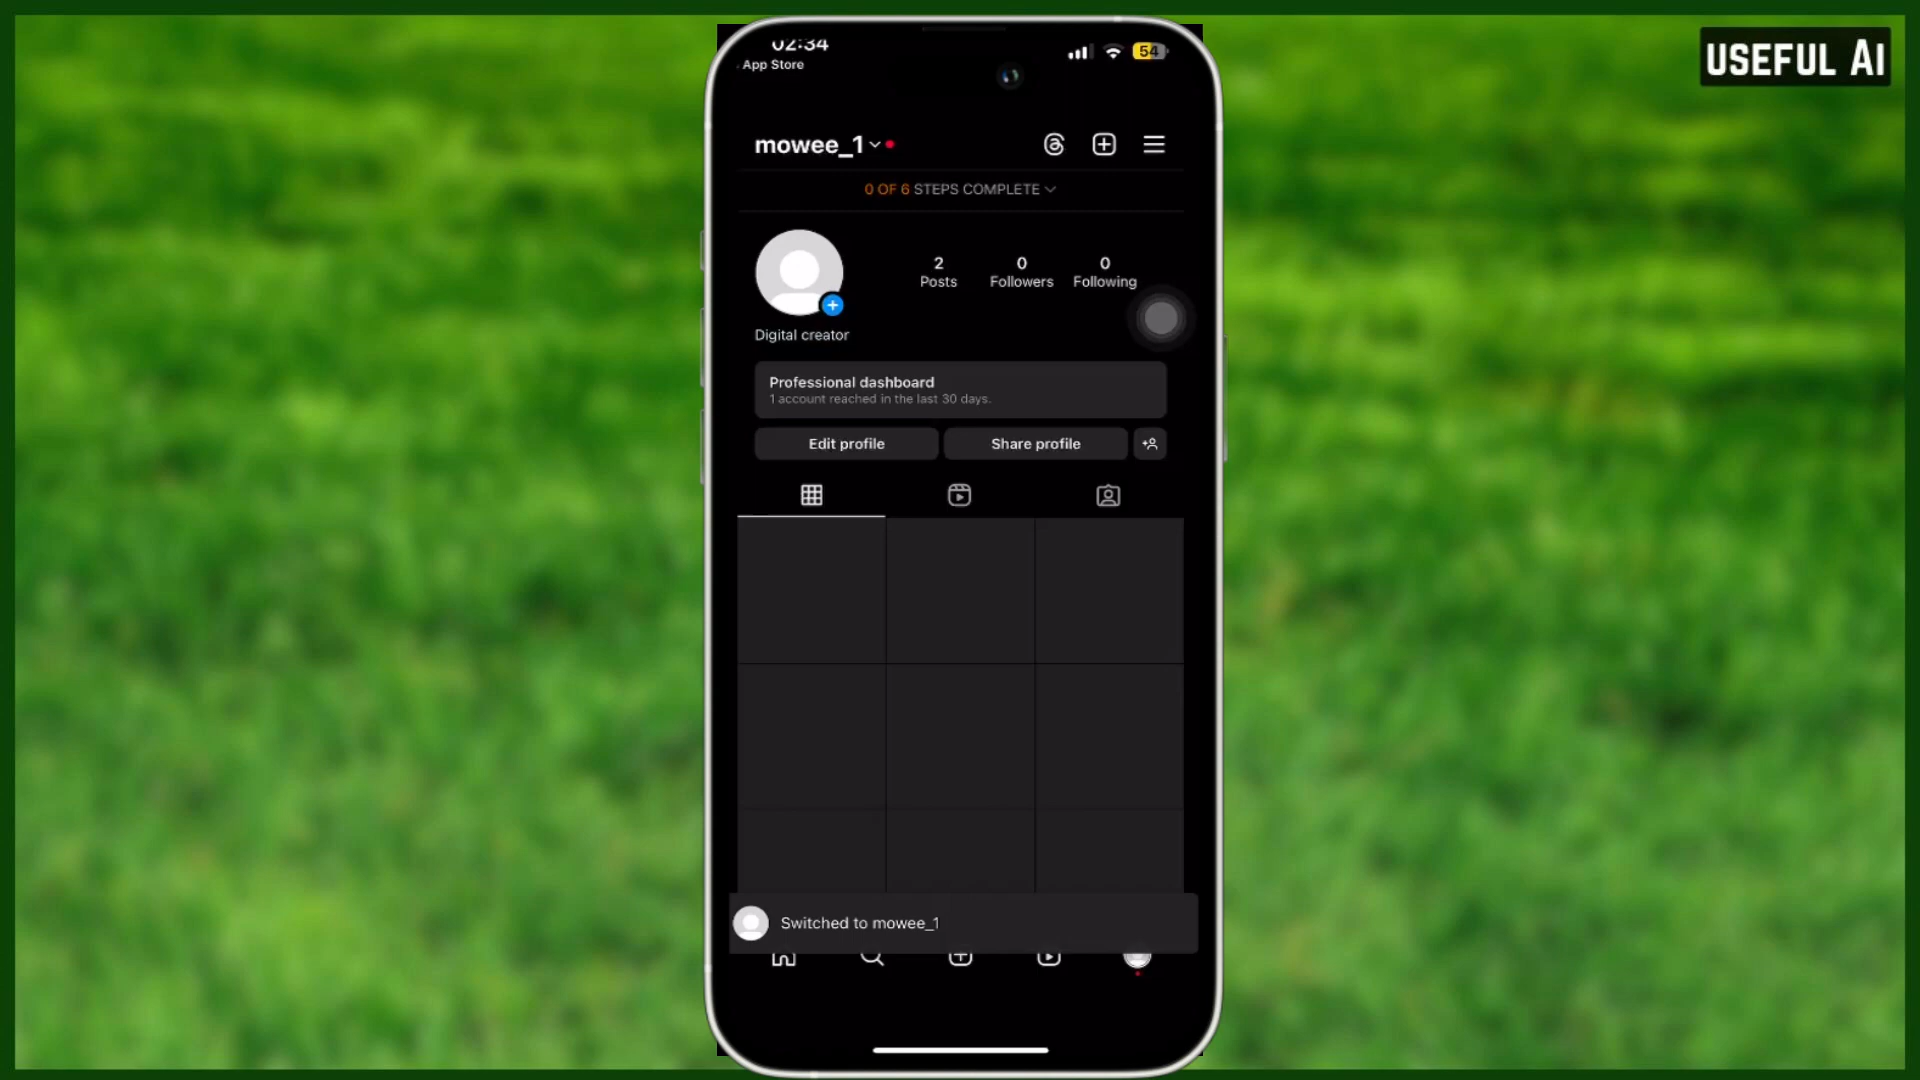 USEFUL AI
02:34
54
App Store
mowee_1
0 OF 6 STEPS COMPLETE
2
0
0
Posts
Followers
Following
Digital creator
Professional dashboard
1 account reached in the last 30 days.
Edit profile
Share profile
Switched to mowee_1